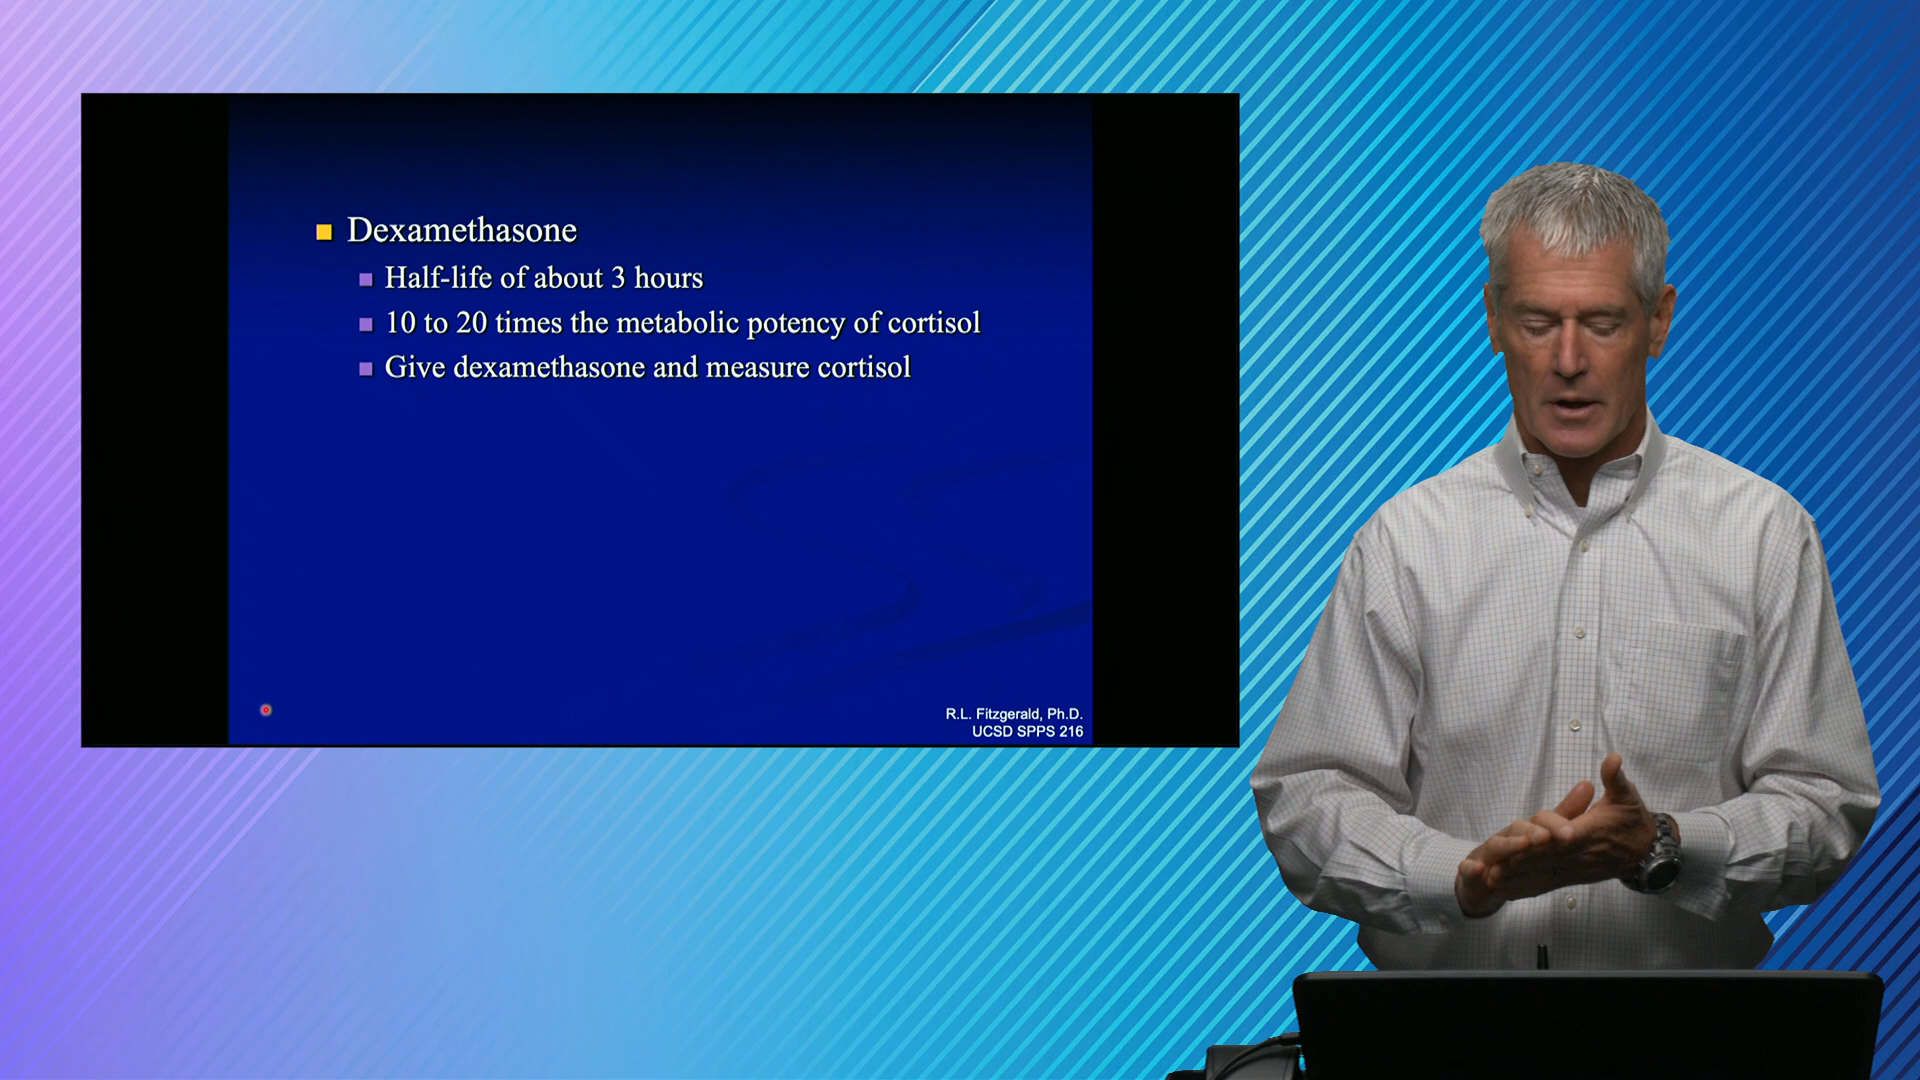 Dexamethasone
Half-life of about 3 hours
10 to 20 times the metabolic potency of cortisol
Give dexamethasone and measure cortisol
R.L. Fitzgerald, Ph.D.
UCSD SPPS 216